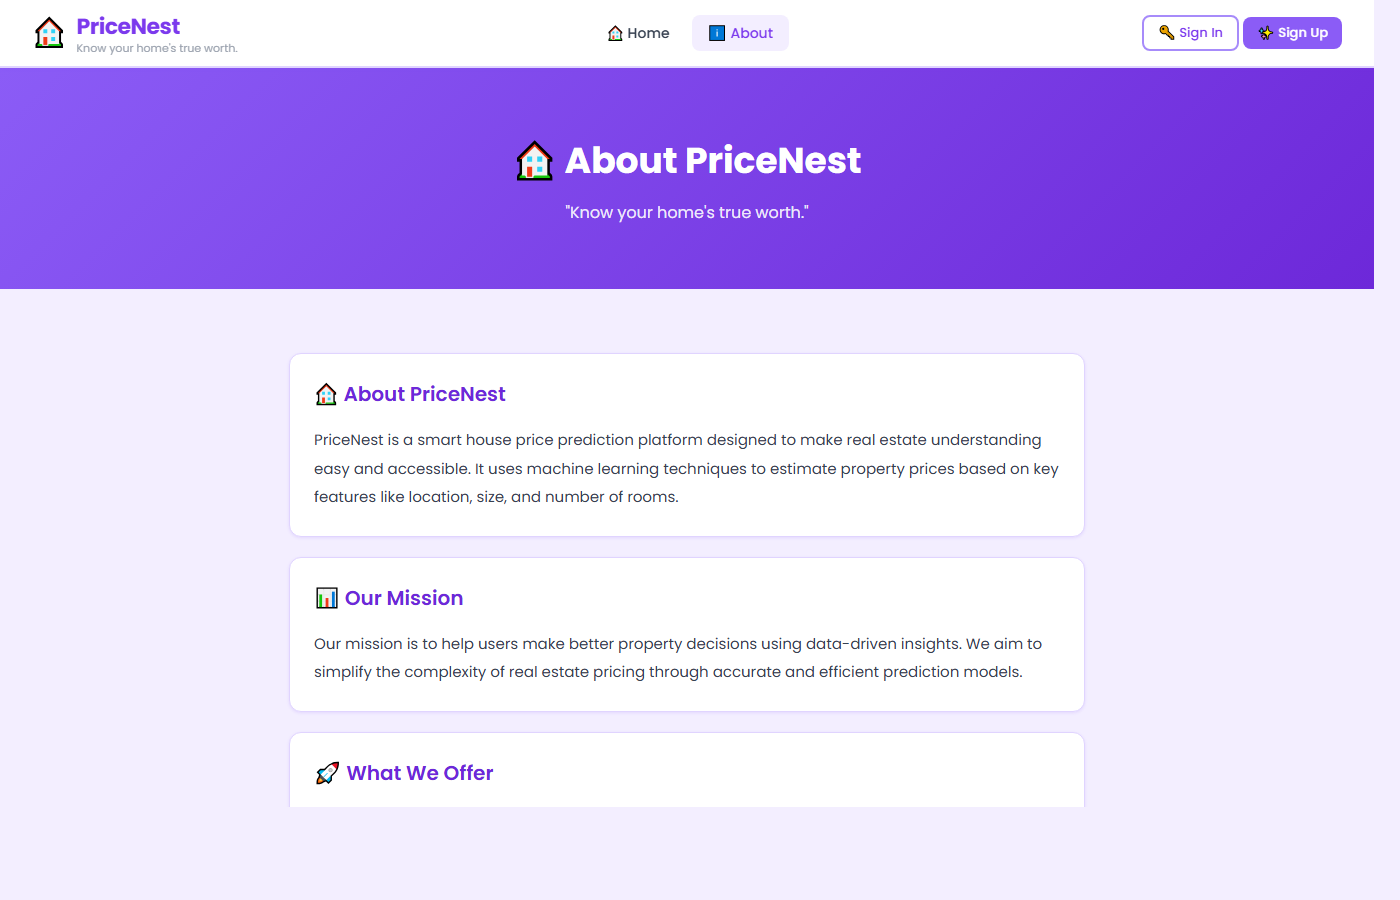 PriceNest
Know your home's true worth.
Home
About
Sign In
Sign Up
About PriceNest
"Know your home's true worth."
About PriceNest
PriceNest is a smart house price prediction platform designed to make real estate understanding
easy and accessible. It uses machine learning techniques to estimate property prices based on key
features like location, size, and number of rooms.
Our Mission
Our mission is to help users make better property decisions using data-driven insights. We aim to
simplify the complexity of real estate pricing through accurate and efficient prediction models.
What We Offer